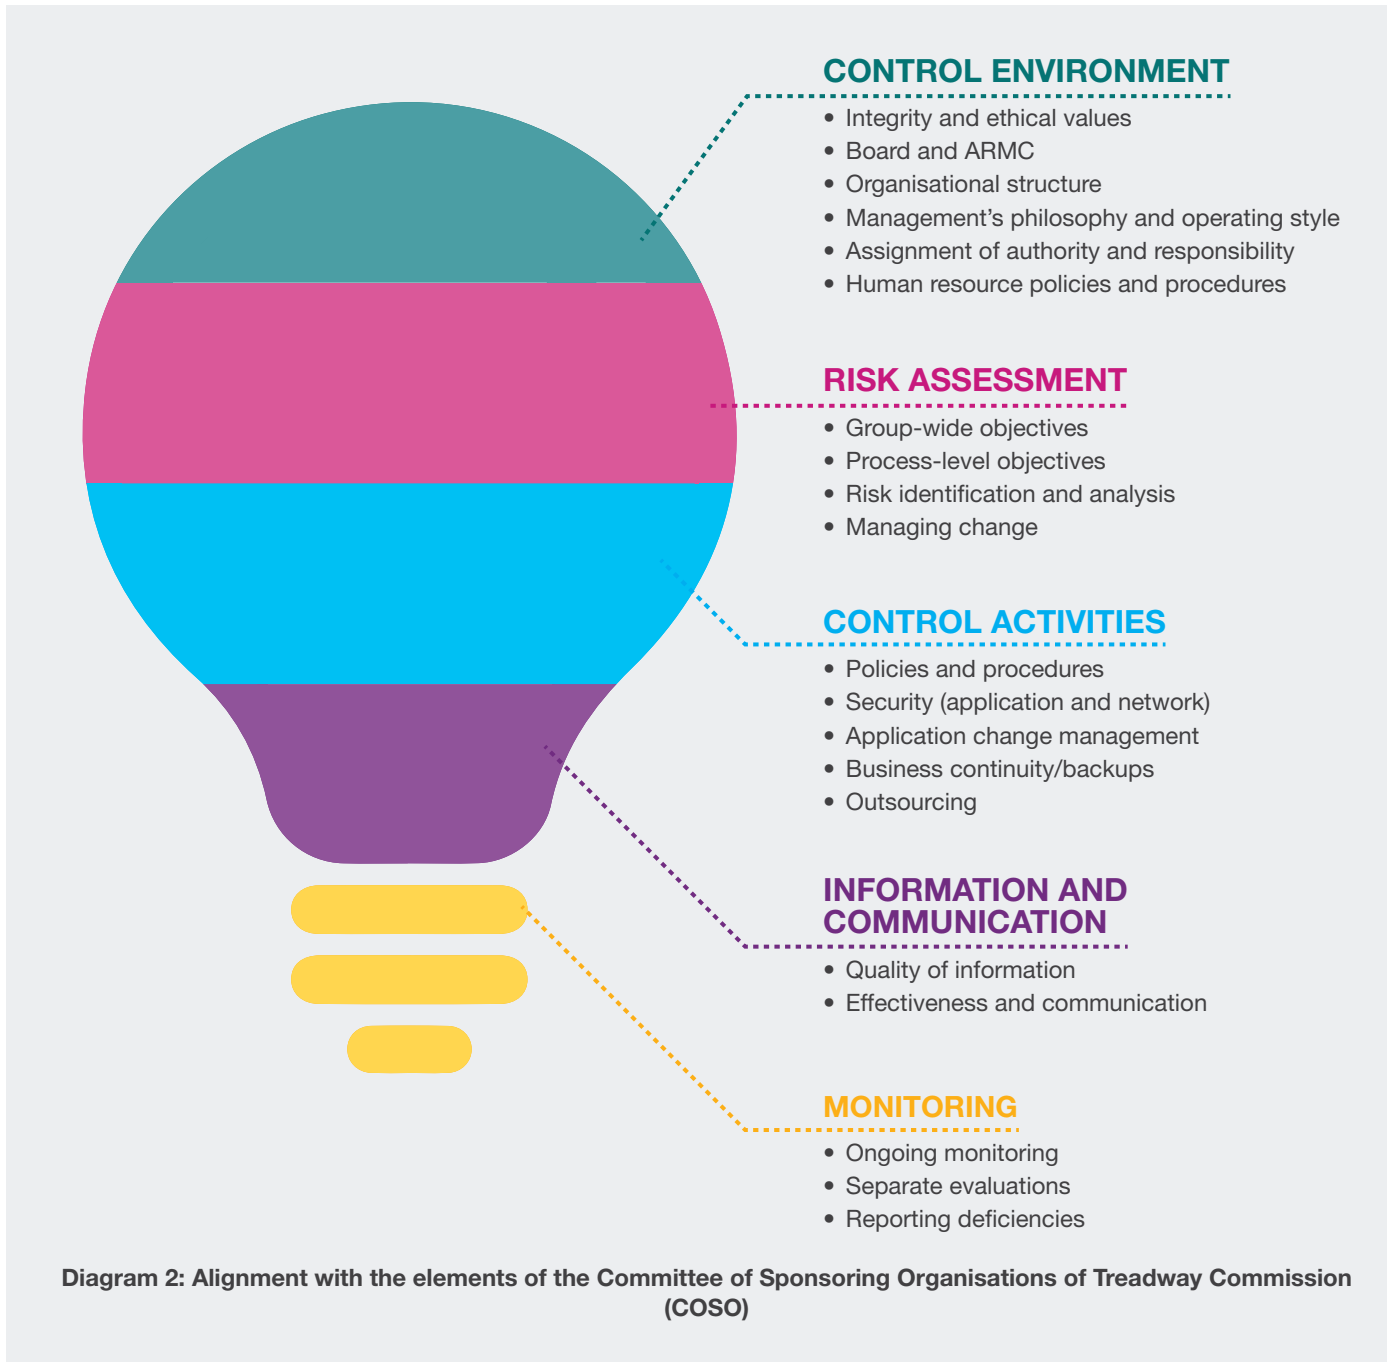 CONTROL ENVIRONMENT
• Integrity and ethical values
• Board and ARMC
• Organisational structure
• Management’s philosophy and operating style
• Assignment of authority and responsibility
• Human resource policies and procedures
RISK ASSESSMENT
• Group-wide objectives
• Process-level objectives
• Risk identification and analysis
• Managing change
CONTROL ACTIVITIES
• Policies and procedures
• Security (application and network)
• Application change management
• Business continuity/backups
• Outsourcing
INFORMATION AND
COMMUNICATION
• Quality of information
• Effectiveness and communication
MONITORING
• Ongoing monitoring
• Separate evaluations
• Reporting deficiencies
Diagram 2: Alignment with the elements of the Committee of Sponsoring Organisations of Treadway Commission
(COSO)